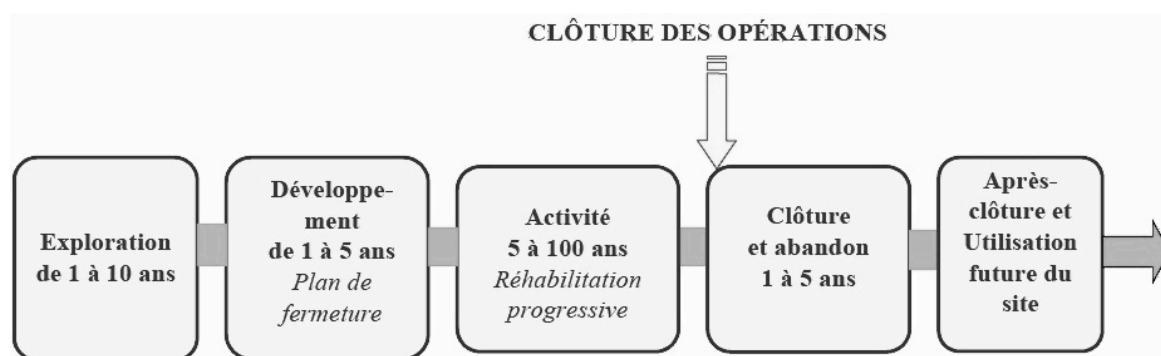 CLÔTURE DES OPÉRATIONS
Exploration
de 1 à 10 ans
Développe-
ment
de 1 à 5 ans
Plan de
fermeture
Activité
5 à 100 ans
Réhabilitation
progressive
Clôture
et abandon
1 à 5 ans
Après-
clôture et
Utilisation
future du
site